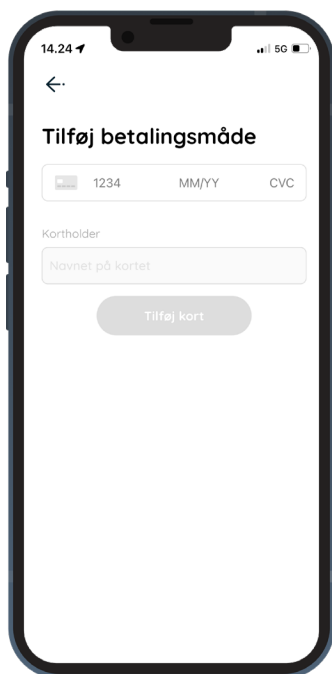 14.24 5G
Tilføj betalingsmåde
1234 MM/YY CVC
Kortholder
Navnet på kortet
Tilføj kort